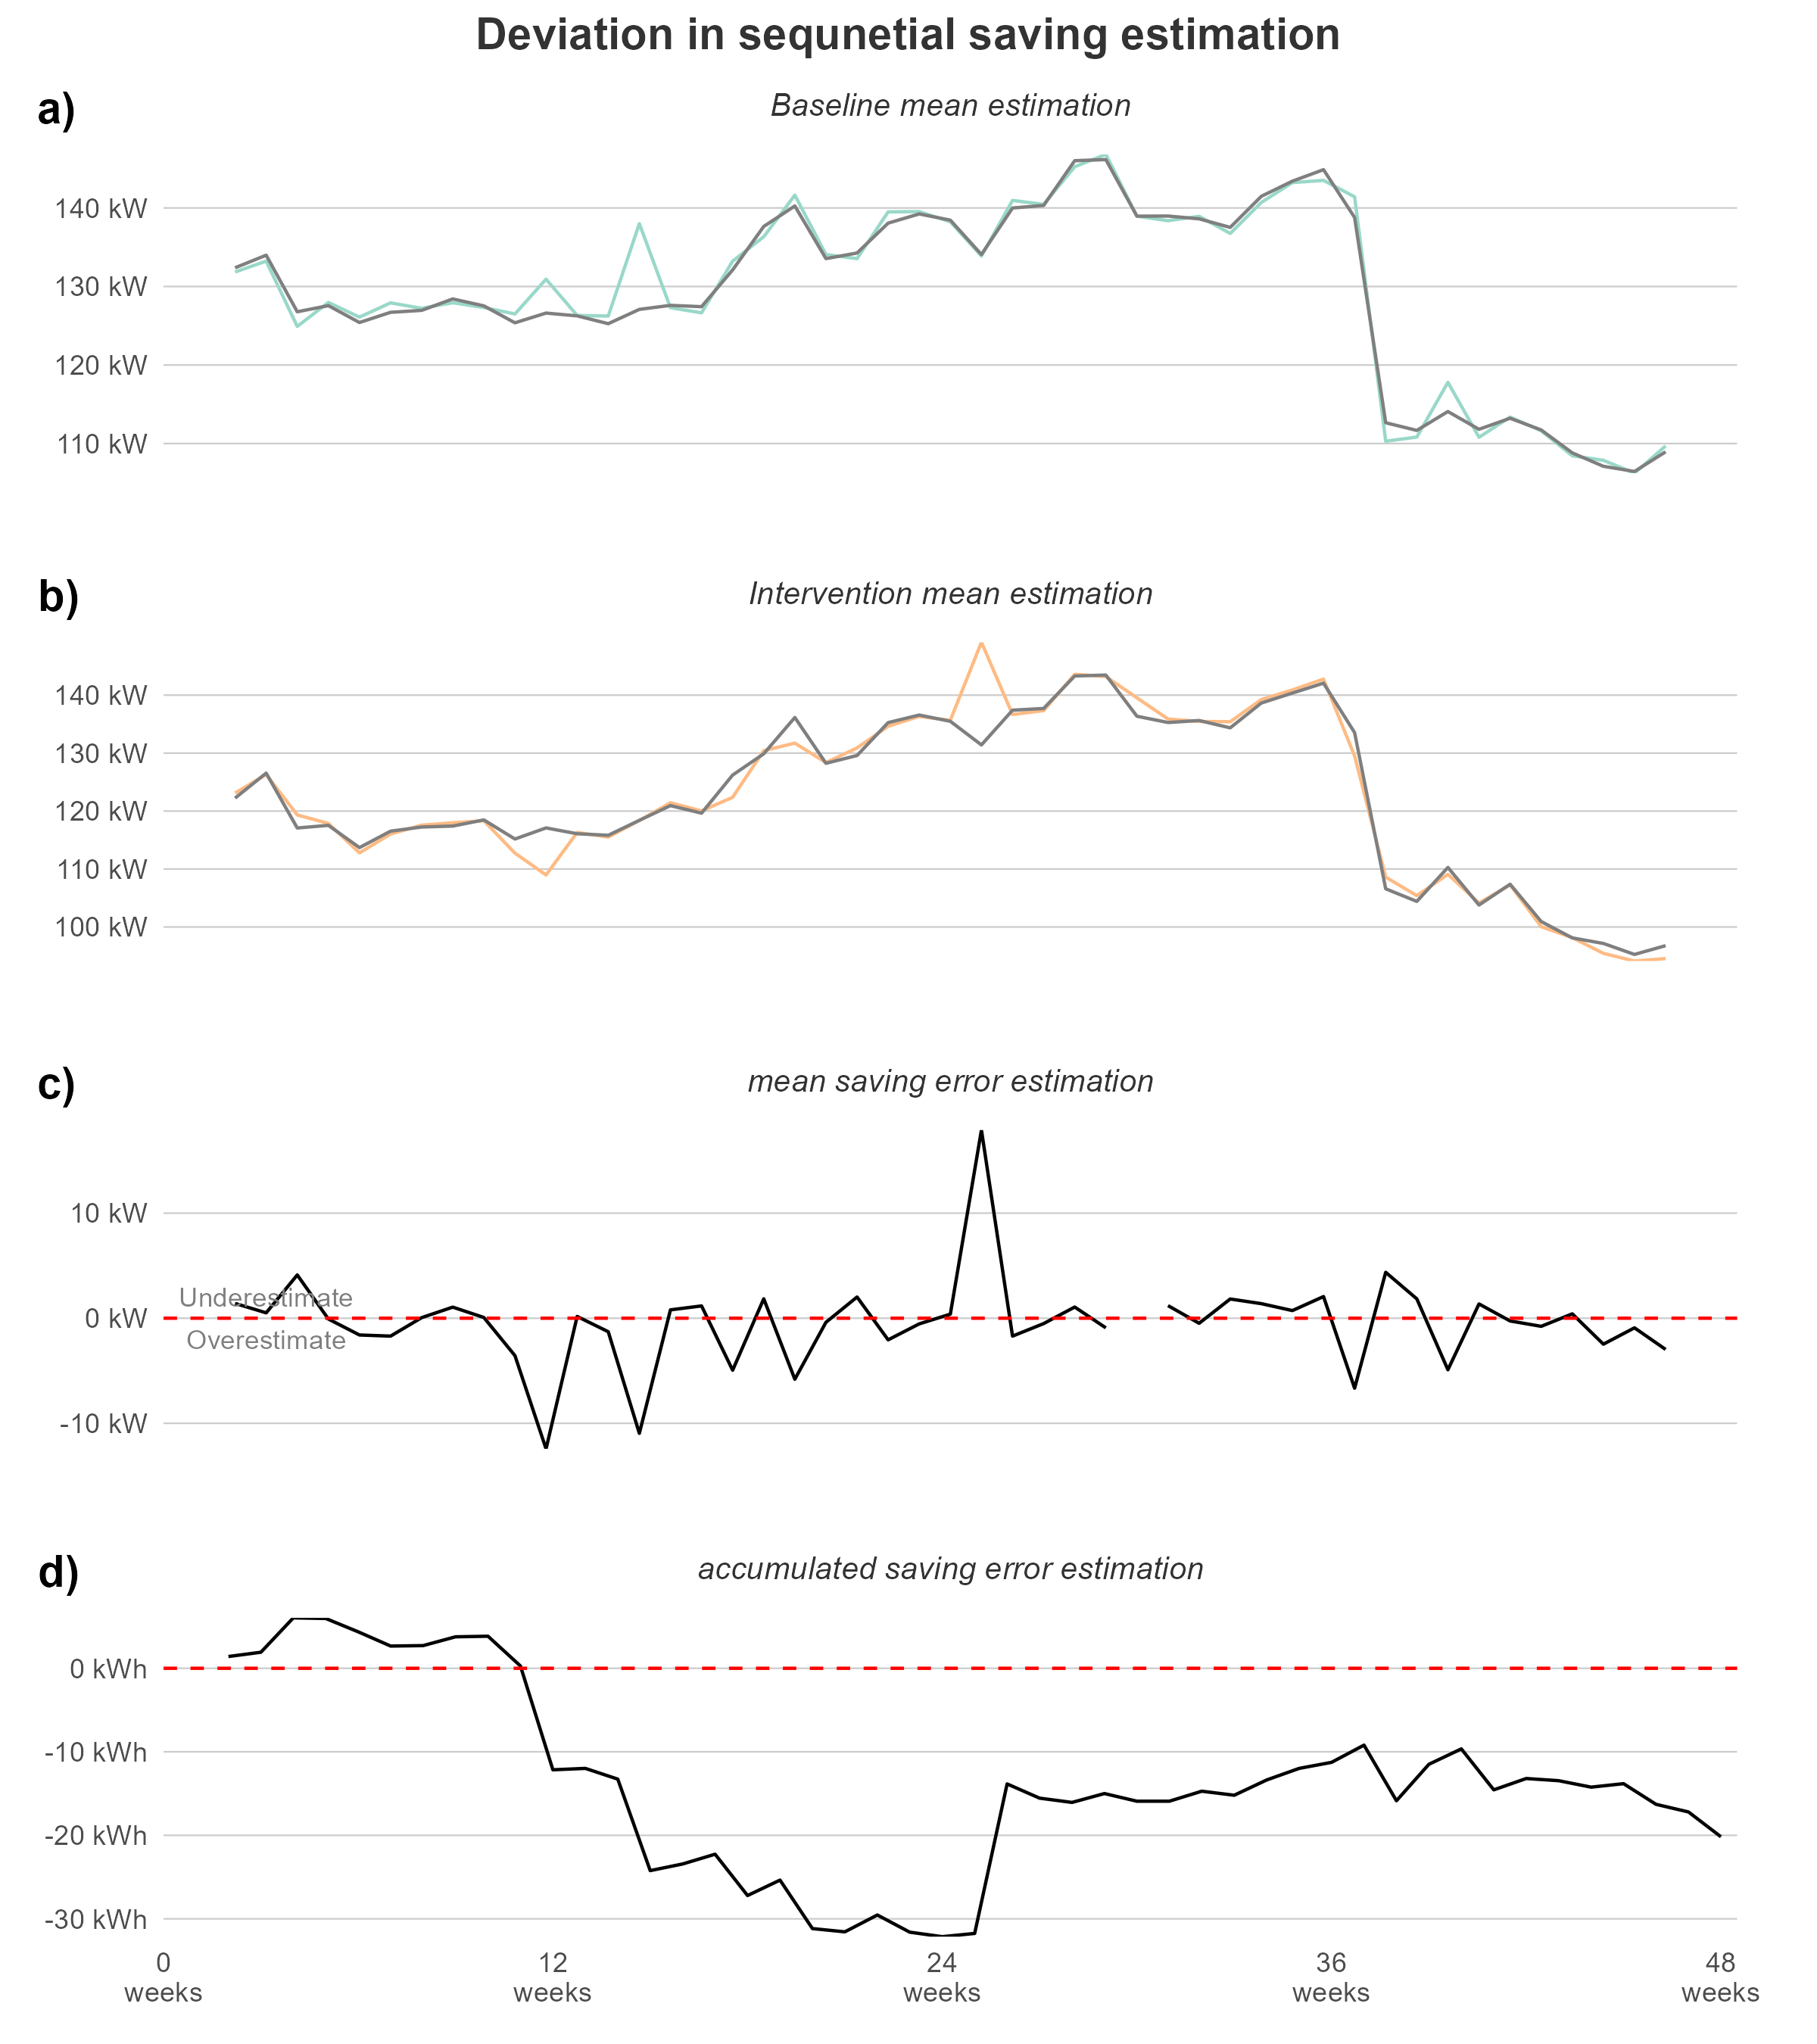 Deviation in sequnetial saving estimation
a)
Baseline mean estimation
140 kW
130 kW
120 kW
110 kW
b)
Intervention mean estimation
140 kW
130 kW
120 kW
110 kW
100 kW
c)
mean saving error estimation
10 kW
Underestimate
0 kW
Overestimate
-10 kW
d)
accumulated saving error estimation
0 kWh
-10 kWh
-20 kWh
-30 kWh
0 12 24 36 48
weeks weeks weeks weeks weeks